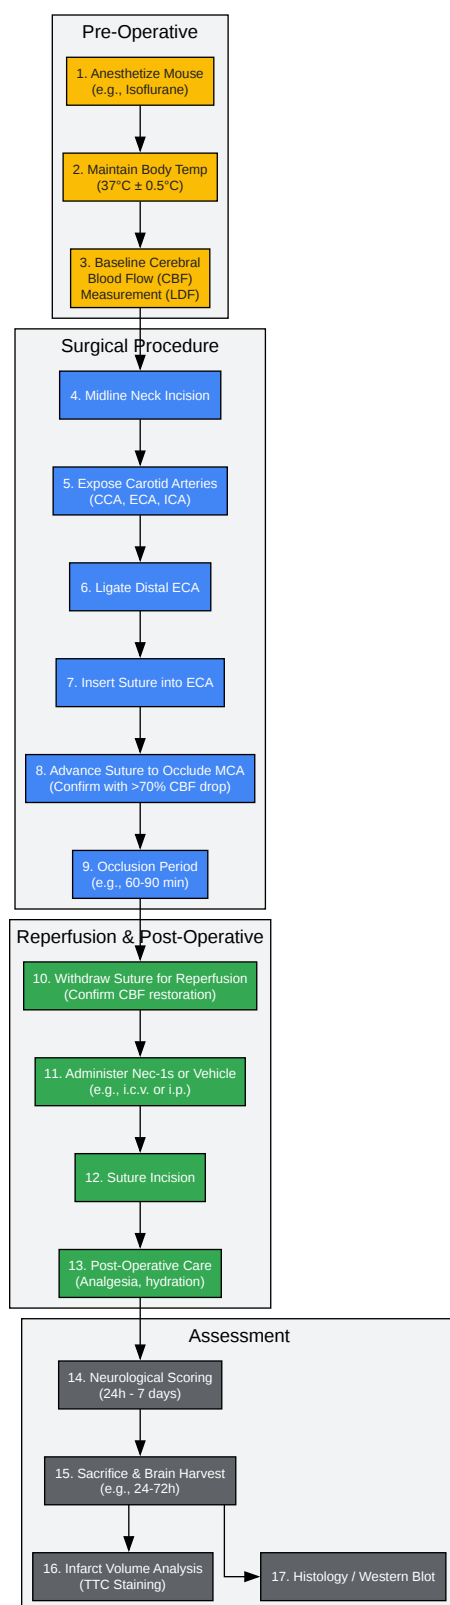 Pre-Operative
1. Anesthetize Mouse
(e.g., Isoflurane)
2. Maintain Body Temp
(37°C ± 0.5°C)
3. Baseline Cerebral
Blood Flow (CBF)
Measurement (LDF)
Surgical Procedure
4. Midline Neck Incision
5. Expose Carotid Arteries
(CCA, ECA, ICA)
6. Ligate Distal ECA
7. Insert Suture into ECA
8. Advance Suture to Occlude MCA
(Confirm with >70% CBF drop)
9. Occlusion Period
(e.g., 60-90 min)
Reperfusion & Post-Operative
10. Withdraw Suture for Reperfusion
(Confirm CBF restoration)
11. Administer Nec-1s or Vehicle
(e.g., i.c.v. or i.p.)
12. Suture Incision
13. Post-Operative Care
(Analgesia, hydration)
Assessment
14. Neurological Scoring
(24h - 7 days)
15. Sacrifice & Brain Harvest
(e.g., 24-72h)
16. Infarct Volume Analysis
(TTC Staining)
17. Histology / Western Blot